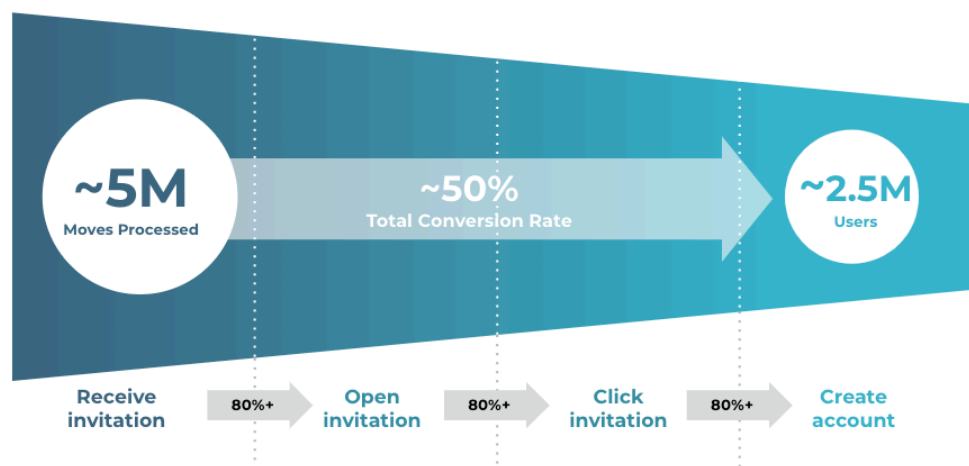 ~5M
Moves Processed
~50%
Total Conversion Rate
~2.5M
Users
Receive
invitation
80%+
Open
invitation
80%+
Click
invitation
80%+
Create
account